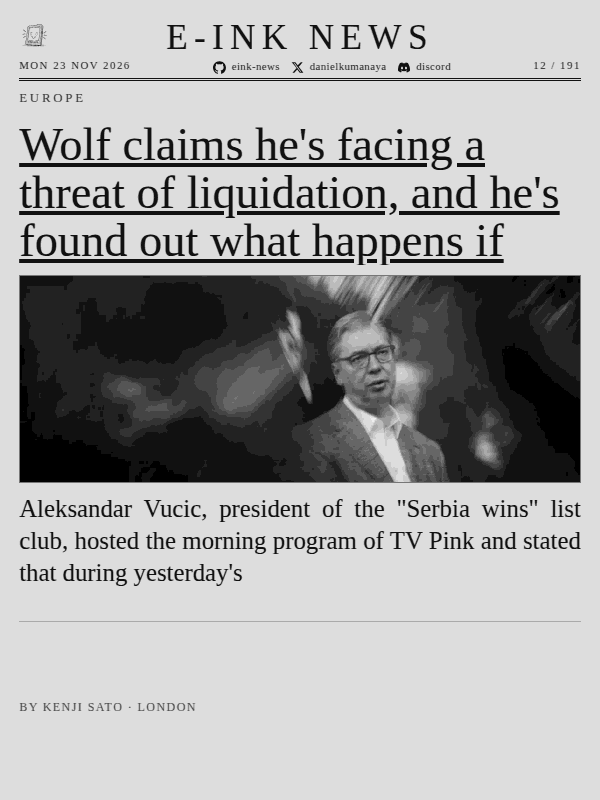 E-INK NEWS
MON 23 NOV 2026
eink-news danielkumanaya discord
12 / 191
EUROPE
Wolf claims he's facing a
threat of liquidation, and he's
found out what happens if
Aleksandar Vucic, president of the "Serbia wins" list
club, hosted the morning program of TV Pink and stated
that during yesterday's
BY KENJI SATO · LONDON